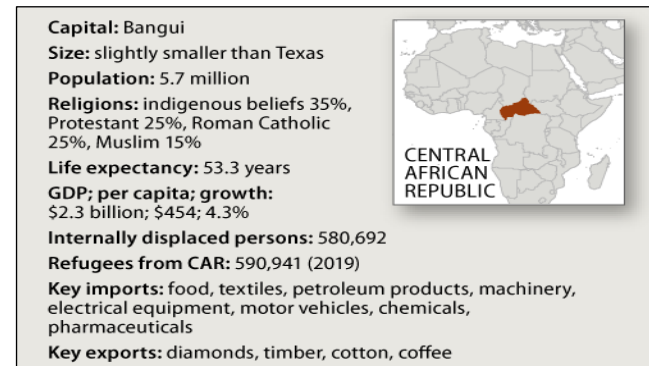 Capital: Bangui
Size: slightly smaller than Texas
Population: 5.7 million
Religions: indigenous beliefs 35%,
Protestant 25%, Roman Catholic
25%, Muslim 15%
Life expectancy: 53.3 years
GDP; per capita; growth:
$2.3 billion; $454; 4.3%
Internally displaced persons: 580,692
Refugees from CAR: 590,941 (2019)
Key imports: food, textiles, petroleum products, machinery,
electrical equipment, motor vehicles, chemicals,
pharmaceuticals
Key exports: diamonds, timber, cotton, coffee
CENTRAL
AFRICAN
REPUBLIC